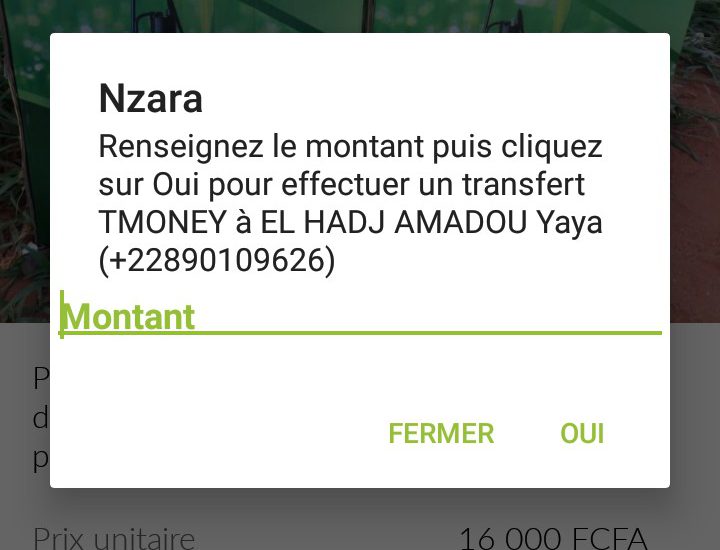 Nzara
Renseignez le montant puis cliquez
sur Oui pour effectuer un transfert
TMONEY à EL HADJ AMADOU Yaya
(+22890109626)
Montant
FERMER OUI
P
d
p
Prix unitaire 16 000 FCFA